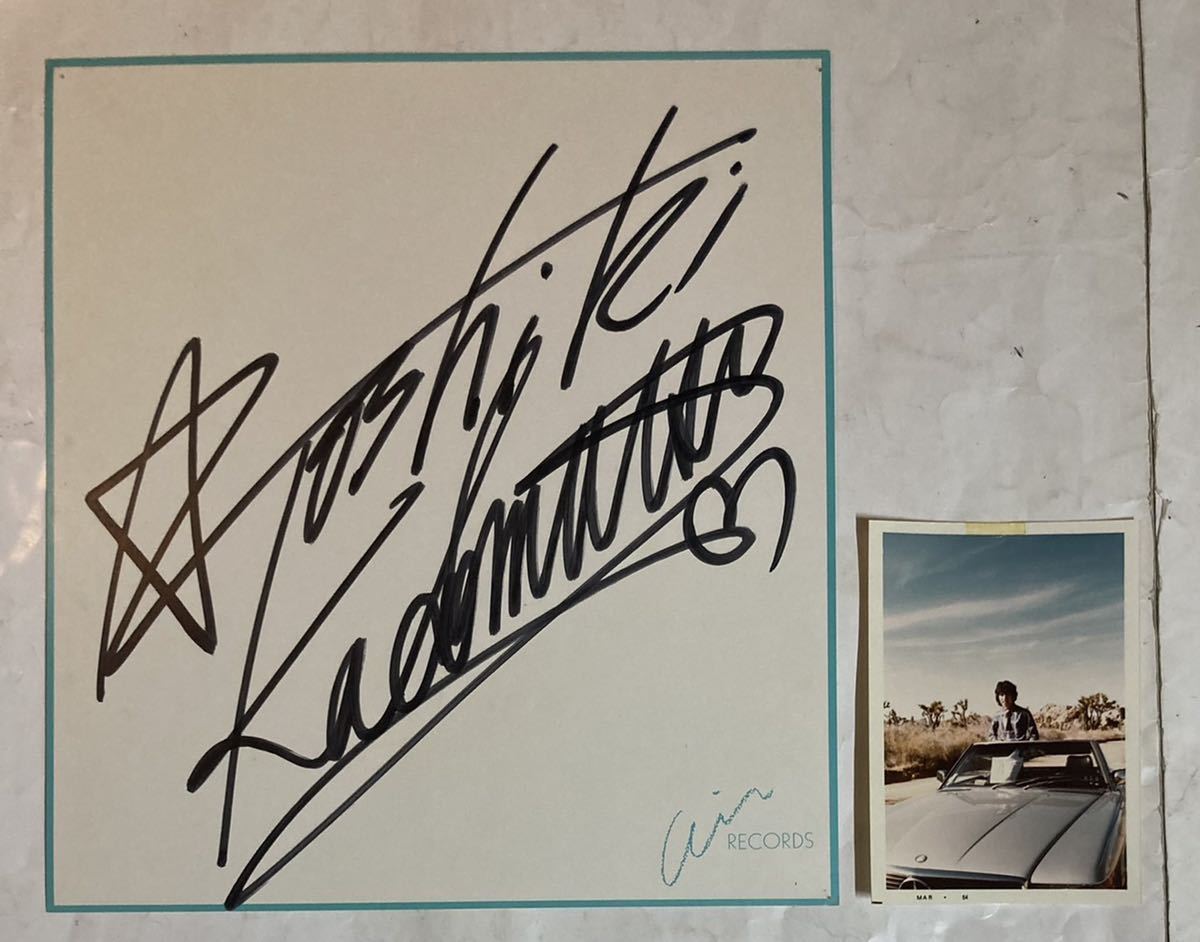 Toshiki
Kadomatsu
Air
RECORDS
MAR • 84